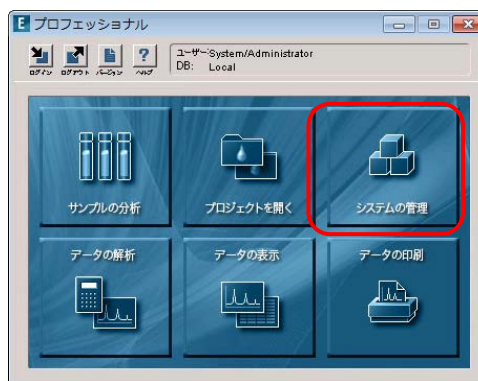 E プロフェッショナル
ログイン ログアウト バージョン ヘルプ
ユーザー:System/Administrator
DB: Local
サンプルの分析 プロジェクトを開く システムの管理
データの解析 データの表示 データの印刷